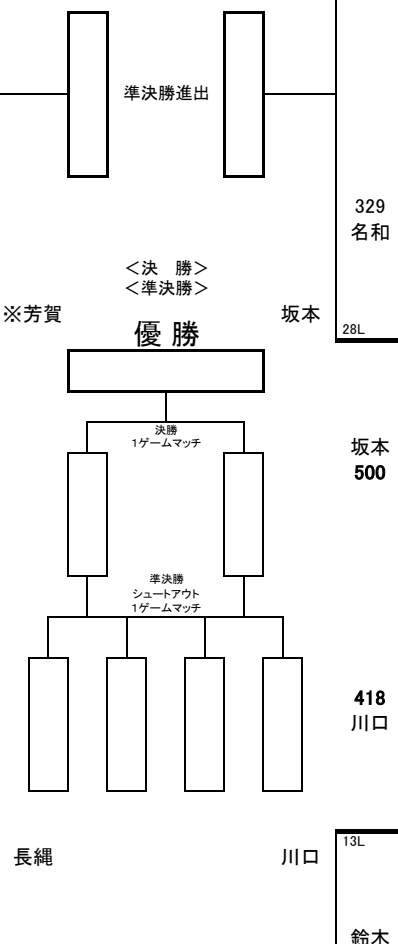 準決勝進出
329
名和
<決　勝>
<準決勝>
※芳賀
坂本
28L
優 勝
決勝
1ゲームマッチ
坂本
500
準決勝
シュートアウト
1ゲームマッチ
418
川口
長縄
川口
13L
鈴木